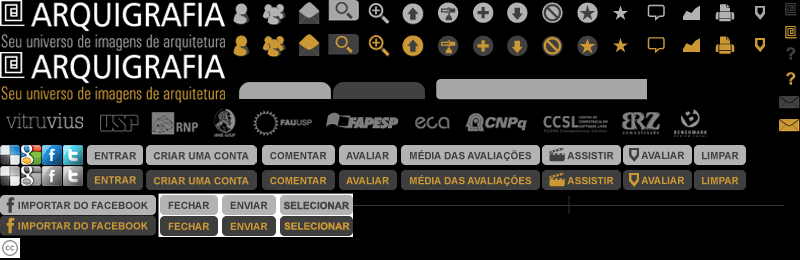 ARQUIGRAFIA
Seu universo de imagens de arquitetura
ARQUIGRAFIA
Seu universo de imagens de arquitetura
? ?
vitruvius USP RNP IME-USP FAUUSP FAPESP eca CNPq CCSL BRZ BENCHMARK
ENTRAR CRIAR UMA CONTA COMENTAR AVALIAR MÉDIA DAS AVALIAÇÕES ASSISTIR AVALIAR LIMPAR
ENTRAR CRIAR UMA CONTA COMENTAR AVALIAR MÉDIA DAS AVALIAÇÕES ASSISTIR AVALIAR LIMPAR
IMPORTAR DO FACEBOOK FECHAR ENVIAR SELECIONAR
IMPORTAR DO FACEBOOK FECHAR ENVIAR SELECIONAR
cc